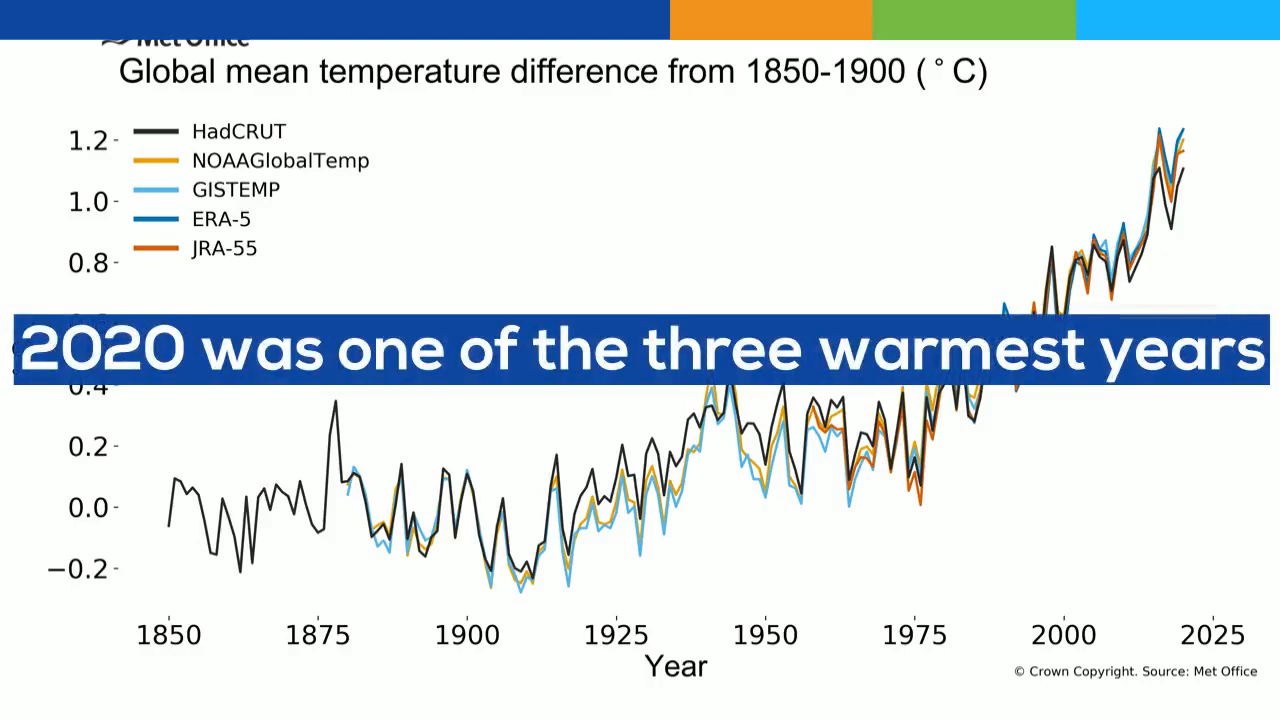 Met Office
Global mean temperature difference from 1850-1900 (°C)
HadCRUT
NOAAGlobalTemp
GISTEMP
ERA-5
JRA-55
1.2
1.0
0.8
2020 was one of the three warmest years
0.4
0.2
0.0
−0.2
1850 1875 1900 1925 1950 1975 2000 2025
Year
© Crown Copyright. Source: Met Office